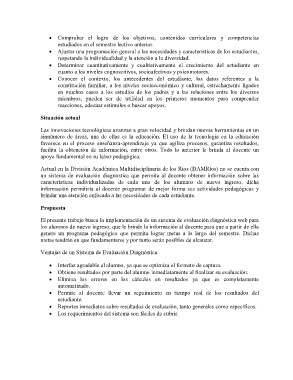 • Comprobar el logro de los objetivos, contenidos curriculares y competencias
estudiados en el semestre lectivo anterior.
• Ajustar una programación general a las necesidades y características de los estudiantes,
respetando la individualidad y la atención a la diversidad.
• Determinar cuantitativamente y cualitativamente el crecimiento del estudiante en
cuanto a los niveles cognoscitivos, socioafectivos y psicomotores.
• Conocer el contexto, los antecedentes del estudiante, los datos referentes a la
constitución familiar, a los niveles socioeconómico y cultural, estrechamente ligados
en muchos casos a los estudios de los padres y a las relaciones entre los diversos
miembros, pueden ser de utilidad en los primeros momentos para comprender
reacciones, adecuar estímulos o buscar apoyos.
Situación actual
Las innovaciones tecnológicas avanzan a gran velocidad y brindan nuevas herramientas en un
sinnúmero de áreas, una de ellas es la educación. El uso de la tecnología en la educación
favorece en el proceso enseñanza-aprendizaje ya que agiliza procesos, garantiza resultados,
facilita la obtención de información, entre otros. Todo lo anterior le brinda al docente un
apoyo fundamental en su labor pedagógica.
Actual en la División Académica Multidisciplinaria de los Ríos (DAMRíos) no se cuenta con
un sistema de evaluación diagnóstica que permita al docente obtener información sobre las
características individualizadas de cada uno de los alumnos de nuevo ingreso, dicha
información permitiría al docente programar de mejor forma sus actividades pedagógicas y
brindar una atención enfocada a las necesidades de cada estudiante.
Propuesta
El presente trabajo busca la implementación de un sistema de evaluación diagnóstica web para
los alumnos de nuevo ingreso, que le brinde la información al docente para que a partir de ella
genere un programa pedagógico que permita lograr metas a lo largo del semestre. Dichas
metas tendrán en que fundamentarse y por tanto serán posibles de alcanzar.
Ventajas de un Sistema de Evaluación Diagnóstica:
• Interfaz agradable al alumno, ya que se optimiza el formato de captura.
• Obtiene resultados por parte del alumno inmediatamente al finalizar su evaluación.
• Elimina los errores en los cálculos en resultados ya que es completamente
automatizado.
• Permite al docente llevar un seguimiento en tiempo real de los resultados del
estudiante
• Reportes inmediatos sobre resultados de evaluación, tanto generales como específicos.
• Los requerimientos del sistema son fáciles de cubrir.